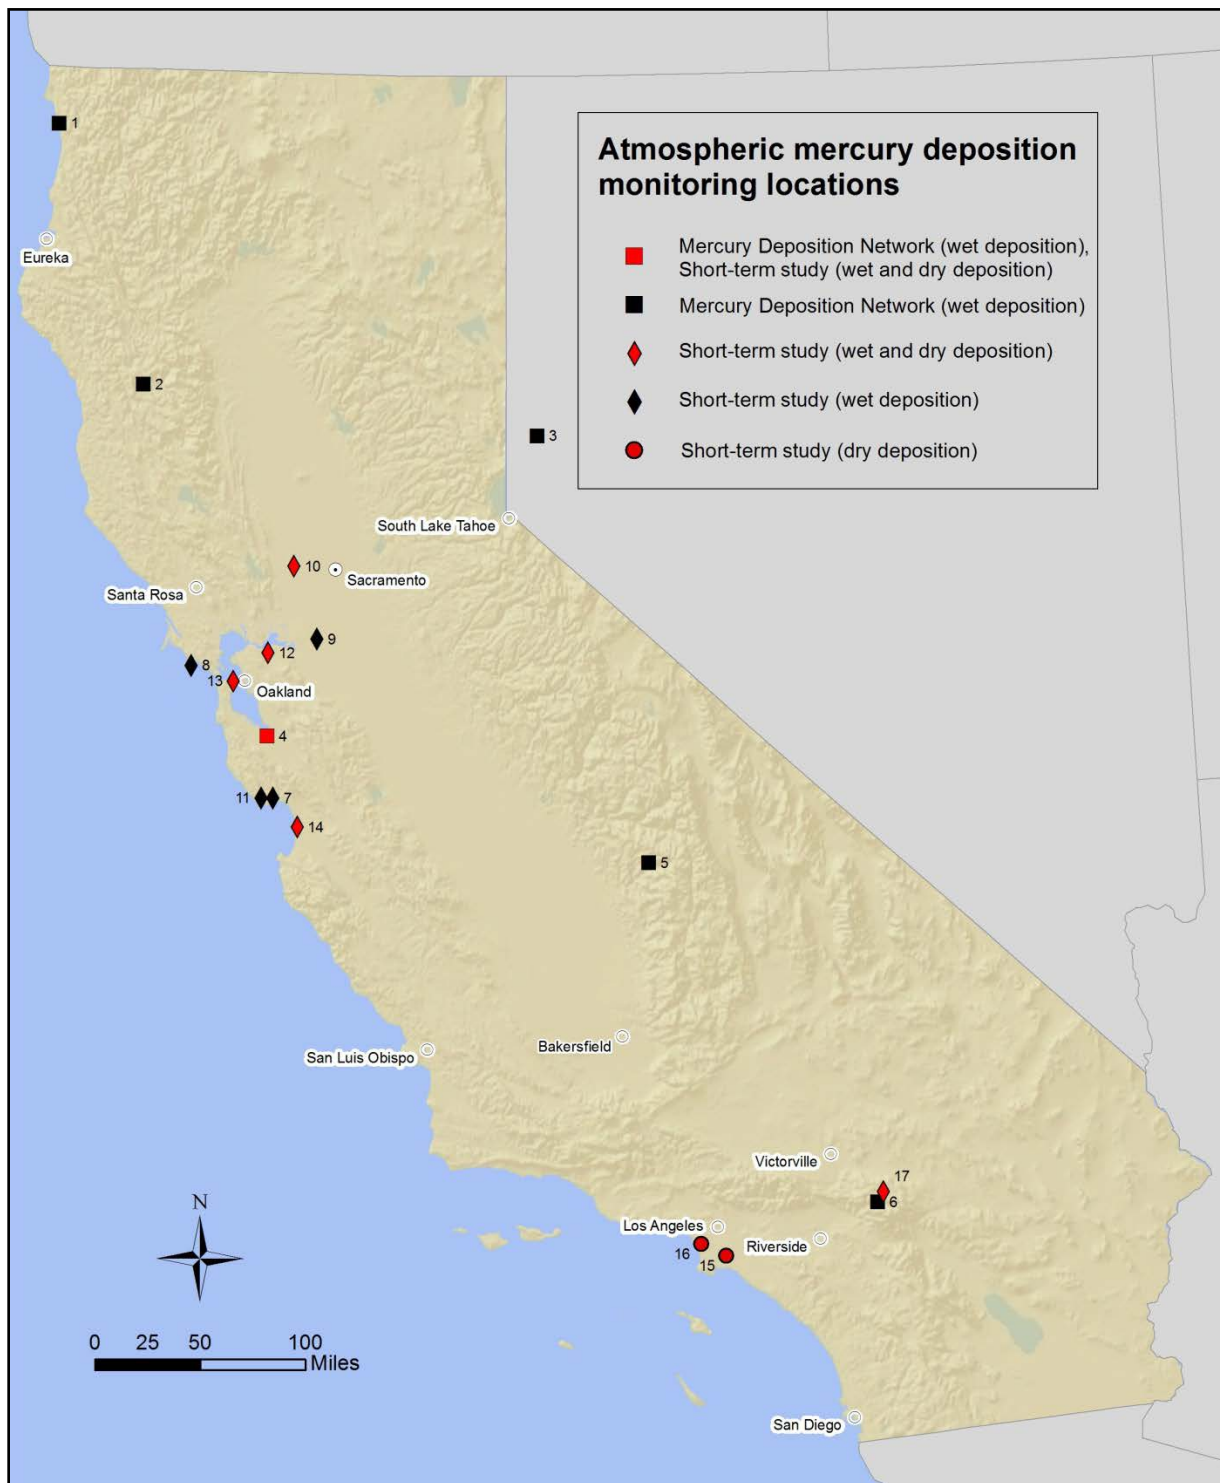 Atmospheric mercury deposition
monitoring locations
Mercury Deposition Network (wet deposition),
Short-term study (wet and dry deposition)
Mercury Deposition Network (wet deposition)
Short-term study (wet and dry deposition)
Short-term study (wet deposition)
Short-term study (dry deposition)
1
Eureka
2
3
South Lake Tahoe
10
Sacramento
Santa Rosa
9
12
8
13
Oakland
4
11
7
14
5
Bakersfield
San Luis Obispo
Victorville
17
6
Los Angeles
Riverside
16
15
N
0 25 50 100
Miles
San Diego